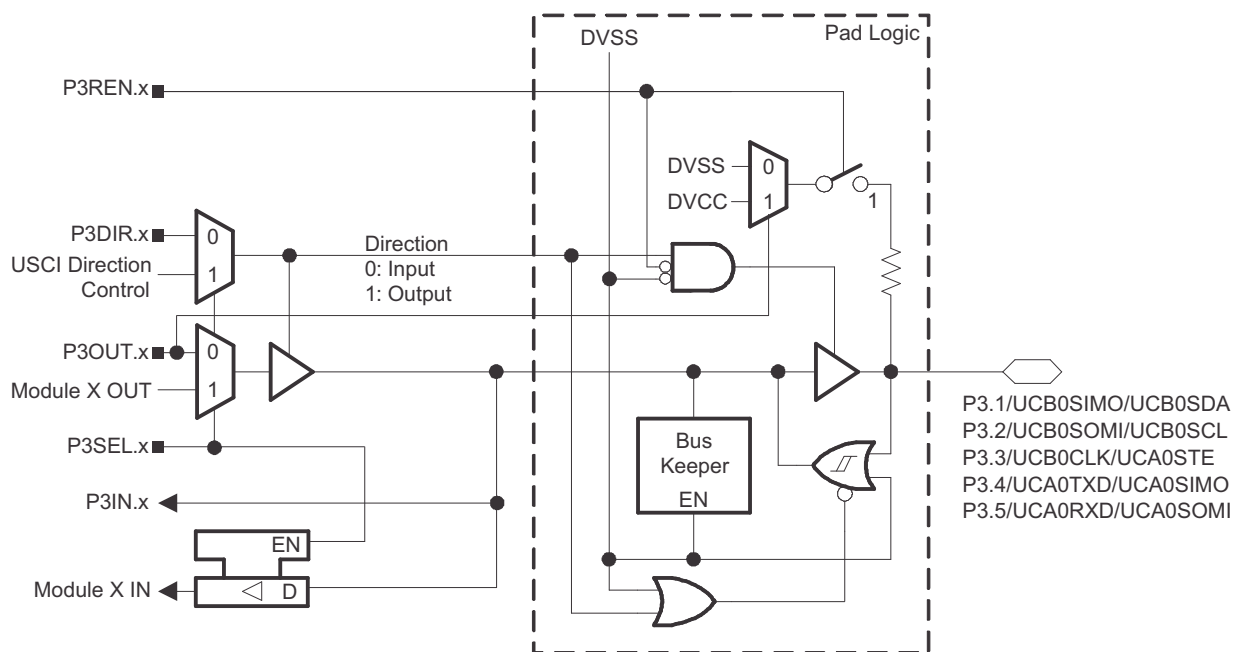 DVSS
Pad Logic
P3REN.x
DVSS
0
DVCC
1
1
P3DIR.x
0
USCI Direction
Control
1
Direction
0: Input
1: Output
P3OUT.x
0
Module X OUT
1
P3SEL.x
Bus
Keeper
EN
P3.1/UCB0SIMO/UCB0SDA
P3.2/UCB0SOMI/UCB0SCL
P3.3/UCB0CLK/UCA0STE
P3.4/UCA0TXD/UCA0SIMO
P3.5/UCA0RXD/UCA0SOMI
P3IN.x
EN
Module X IN
D